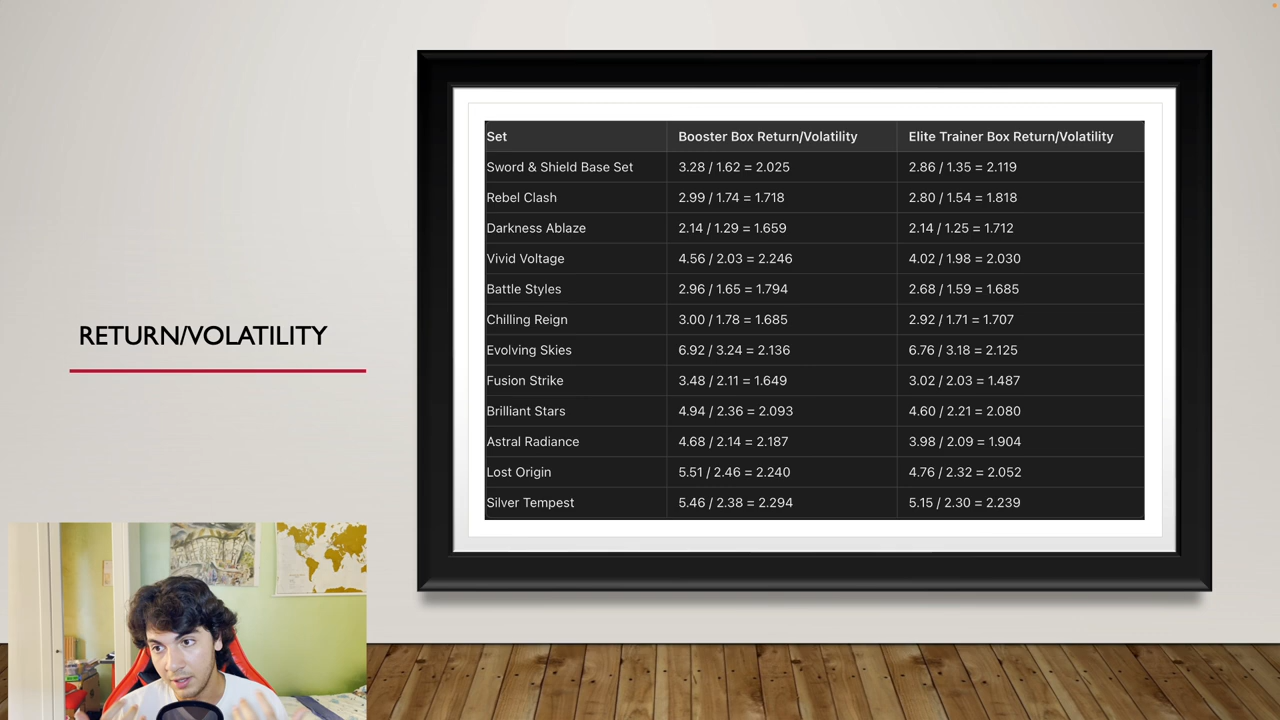 RETURN/VOLATILITY
Set Booster Box Return/Volatility Elite Trainer Box Return/Volatility
Sword & Shield Base Set 3.28 / 1.62 = 2.025 2.86 / 1.35 = 2.119
Rebel Clash 2.99 / 1.74 = 1.718 2.80 / 1.54 = 1.818
Darkness Ablaze 2.14 / 1.29 = 1.659 2.14 / 1.25 = 1.712
Vivid Voltage 4.56 / 2.03 = 2.246 4.02 / 1.98 = 2.030
Battle Styles 2.96 / 1.65 = 1.794 2.68 / 1.59 = 1.685
Chilling Reign 3.00 / 1.78 = 1.685 2.92 / 1.71 = 1.707
Evolving Skies 6.92 / 3.24 = 2.136 6.76 / 3.18 = 2.125
Fusion Strike 3.48 / 2.11 = 1.649 3.02 / 2.03 = 1.487
Brilliant Stars 4.94 / 2.36 = 2.093 4.60 / 2.21 = 2.080
Astral Radiance 4.68 / 2.14 = 2.187 3.98 / 2.09 = 1.904
Lost Origin 5.51 / 2.46 = 2.240 4.76 / 2.32 = 2.052
Silver Tempest 5.46 / 2.38 = 2.294 5.15 / 2.30 = 2.239